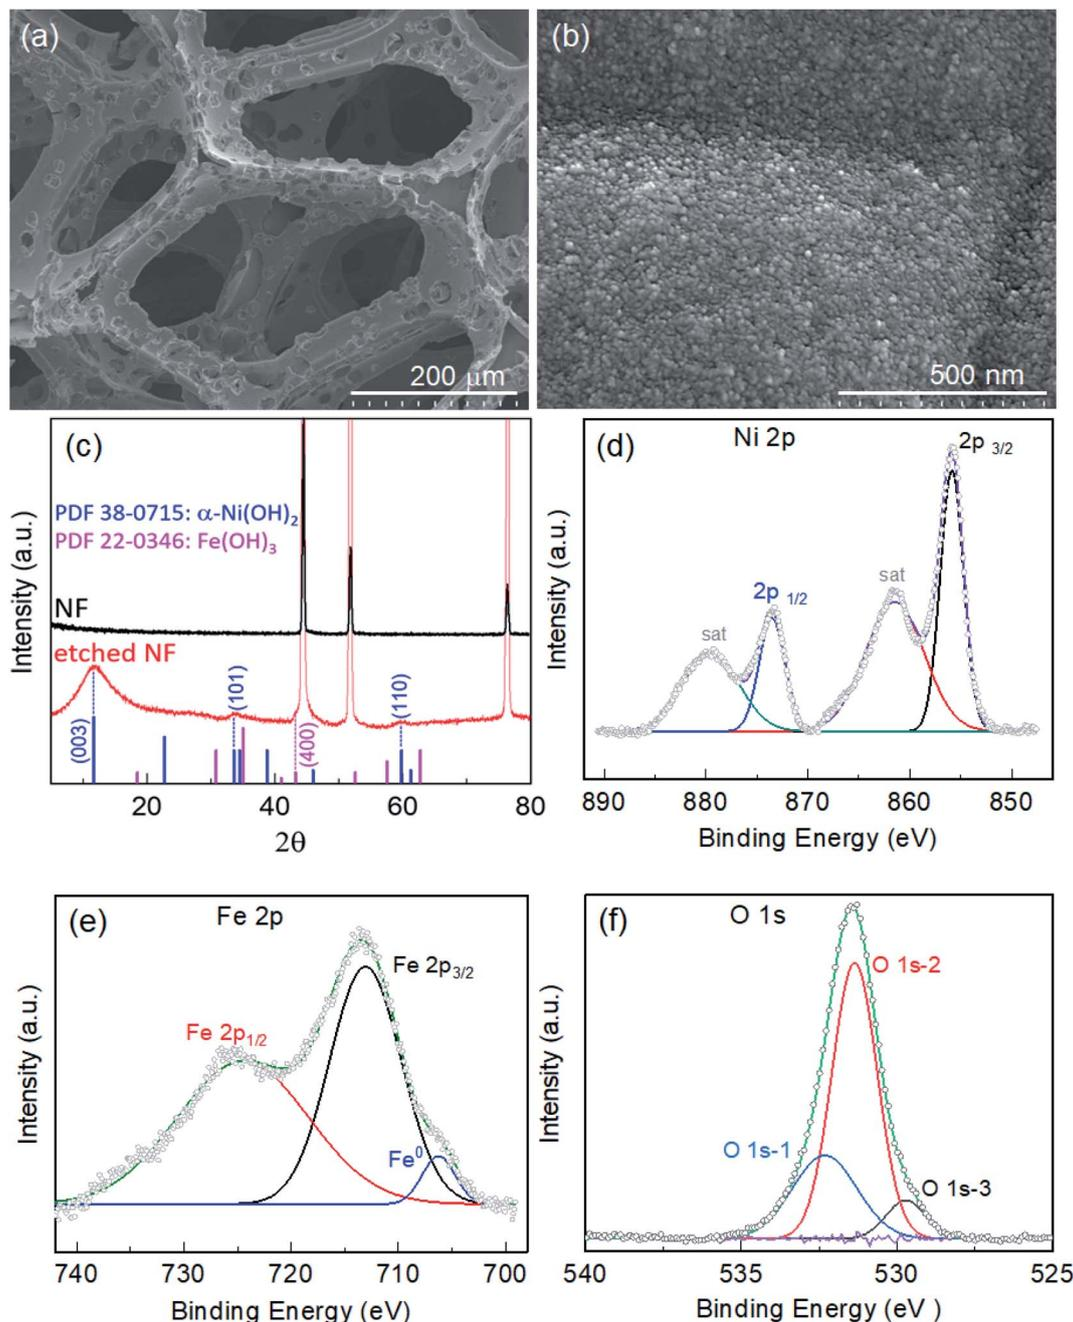 (a)
200 μm
(b)
500 nm
(c)
PDF 38-0715: α-Ni(OH)₂
PDF 22-0346: Fe(OH)₃
NF
etched NF
(003)
(101)
(400)
(110)
20 40 60 80
2θ
Intensity (a.u.)
(d)
Ni 2p
2p 3/2
sat
2p 1/2
sat
890 880 870 860 850
Binding Energy (eV)
Intensity (a.u.)
(e)
Fe 2p
Fe 2p3/2
Fe 2p1/2
Fe⁰
740 730 720 710 700
Binding Energy (eV)
Intensity (a.u.)
(f)
O 1s
O 1s-2
O 1s-1
O 1s-3
540 535 530 525
Binding Energy (eV )
Intensity (a.u.)